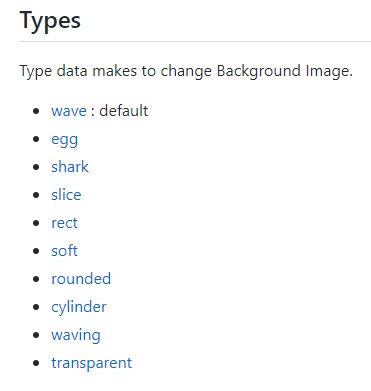 Types
Type data makes to change Background Image.
• wave : default
• egg
• shark
• slice
• rect
• soft
• rounded
• cylinder
• waving
• transparent